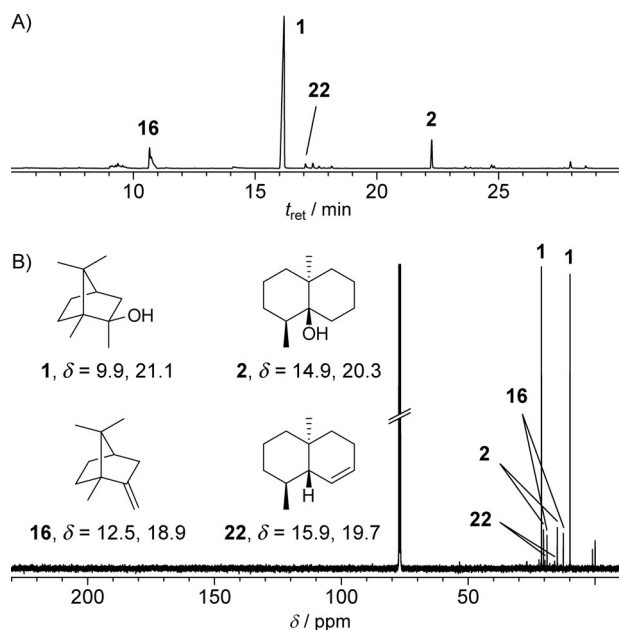 A)
1
22
2
16
10
15
20
25
t_ret / min
B)
1
1
OH
OH
1, δ = 9.9, 21.1
2, δ = 14.9, 20.3
16
2
H
22
16, δ = 12.5, 18.9
22, δ = 15.9, 19.7
200
150
100
50
δ / ppm